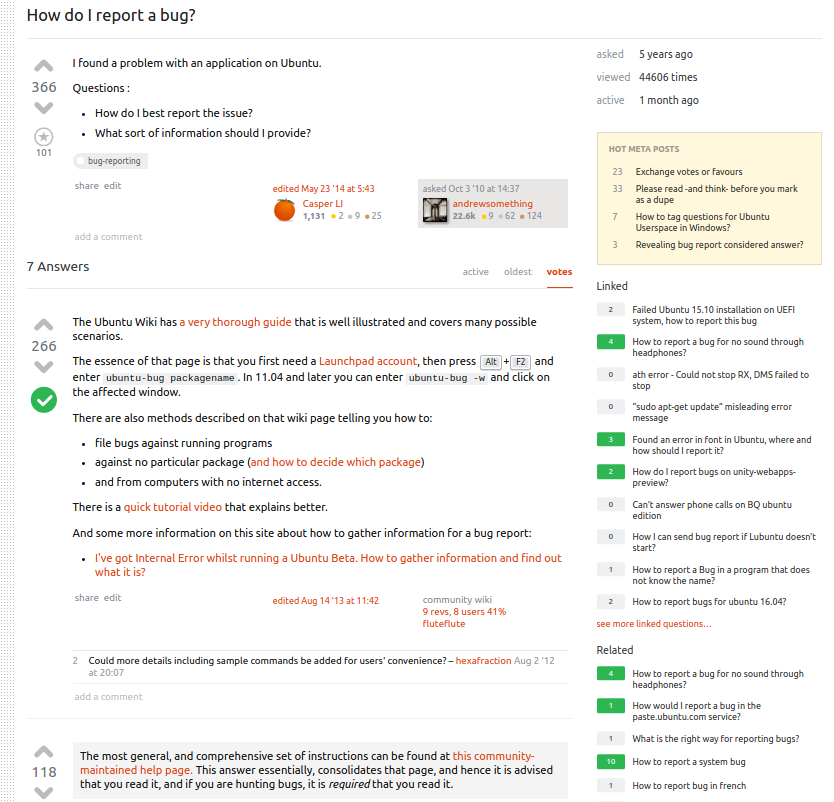 How do I report a bug?
366
101
I found a problem with an application on Ubuntu.
Questions :
How do I best report the issue?
What sort of information should I provide?
bug-reporting
share edit
edited May 23 '14 at 5:43
Casper LI
1,131 2 9 25
asked Oct 3 '10 at 14:37
andrewsomething
22.6k 9 62 124
add a comment
7 Answers
active oldest votes
266
The Ubuntu Wiki has a very thorough guide that is well illustrated and covers many possible
scenarios.
The essence of that page is that you first need a Launchpad account, then press Alt + F2 and
enter ubuntu-bug packagename . In 11.04 and later you can enter ubuntu-bug -w and click on
the affected window.
There are also methods described on that wiki page telling you how to:
file bugs against running programs
against no particular package (and how to decide which package)
and from computers with no internet access.
There is a quick tutorial video that explains better.
And some more information on this site about how to gather information for a bug report:
I've got Internal Error whilst running a Ubuntu Beta. How to gather information and find out
what it is?
share edit
edited Aug 14 '13 at 11:42
community wiki
9 revs, 8 users 41%
fluteflute
2 Could more details including sample commands be added for users' convenience? – hexafraction Aug 2 '12
at 20:07
add a comment
118
The most general, and comprehensive set of instructions can be found at this community-
maintained help page. This answer essentially, consolidates that page, and hence it is advised
that you read it, and if you are hunting bugs, it is required that you read it.
asked 5 years ago
viewed 44606 times
active 1 month ago
HOT META POSTS
23 Exchange votes or favours
33 Please read -and think- before you mark
as a dupe
7 How to tag questions for Ubuntu
Userspace in Windows?
3 Revealing bug report considered answer?
Linked
2 Failed Ubuntu 15.10 installation on UEFI
system, how to report this bug
4 How to report a bug for no sound through
headphones?
0 ath error - Could not stop RX, DMS failed to
stop
0 “sudo apt-get update” misleading error
message
3 Found an error in font in Ubuntu, where and
how should I report it?
2 How do I report bugs on unity-webapps-
preview?
0 Can't answer phone calls on BQ ubuntu
edition
0 How I can send bug report if Lubuntu doesn't
start?
1 How to report a Bug in a program that does
not know the name?
2 How to report bugs for ubuntu 16.04?
see more linked questions…
Related
4 How to report a bug for no sound through
headphones?
1 How would I report a bug in the
paste.ubuntu.com service?
1 What is the right way for reporting bugs?
10 How to report a system bug
1 How to report bug in french